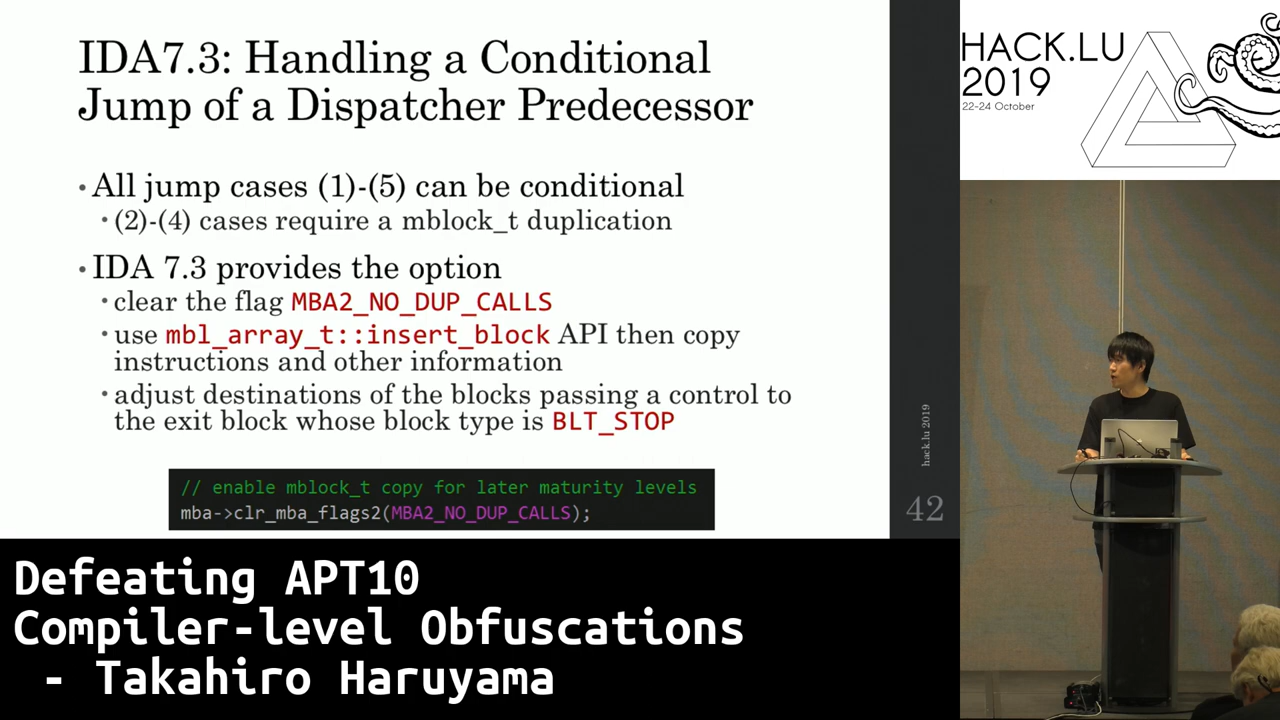 IDA7.3: Handling a Conditional
Jump of a Dispatcher Predecessor
• All jump cases (1)-(5) can be conditional
• (2)-(4) cases require a mblock_t duplication
• IDA 7.3 provides the option
• clear the flag MBA2_NO_DUP_CALLS
• use mbl_array_t::insert_block API then copy
instructions and other information
• adjust destinations of the blocks passing a control to
the exit block whose block type is BLT_STOP
// enable mblock_t copy for later maturity levels
mba->clr_mba_flags2(MBA2_NO_DUP_CALLS);
hack.lu 2019
42
HACK.LU
2019
22-24 October
Defeating APT10
Compiler-level Obfuscations
- Takahiro Haruyama